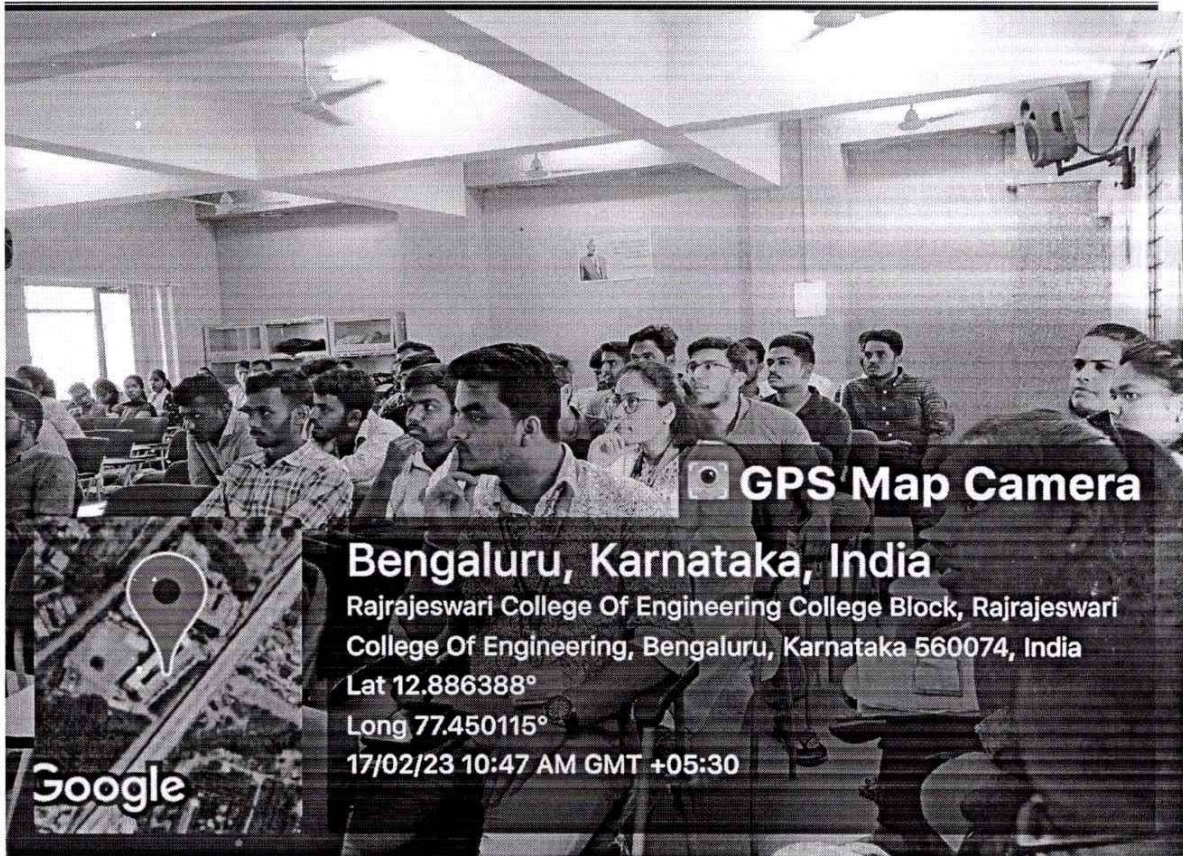 GPS Map Camera
Bengaluru, Karnataka, India
Rajrajeswari College Of Engineering College Block, Rajrajeswari
College Of Engineering, Bengaluru, Karnataka 560074, India
Lat 12.886388°
Long 77.450115°
17/02/23 10:47 AM GMT +05:30
Google